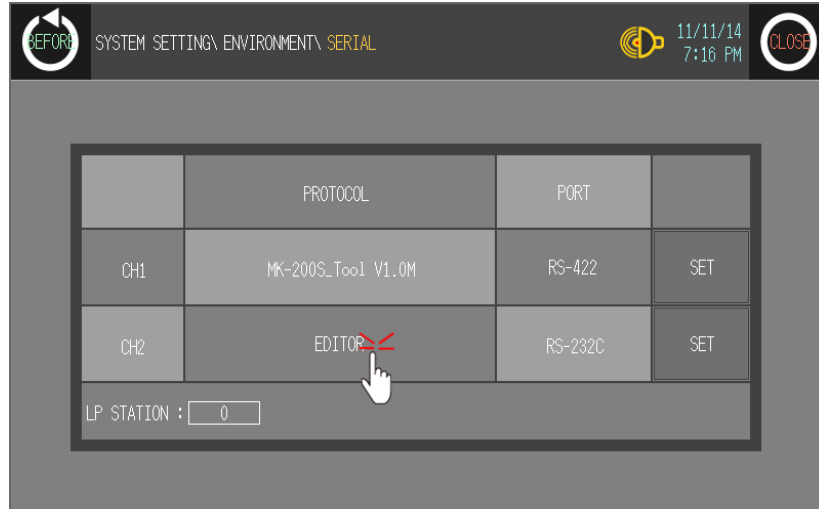 BEFORE
SYSTEM SETTING\ ENVIRONMENT\ SERIAL
11/11/14
7:16 PM
CLOSE
PROTOCOL PORT
CH1 MK-200S_Tool V1.0M RS-422 SET
CH2 EDITOR RS-232C SET
LP STATION : 0